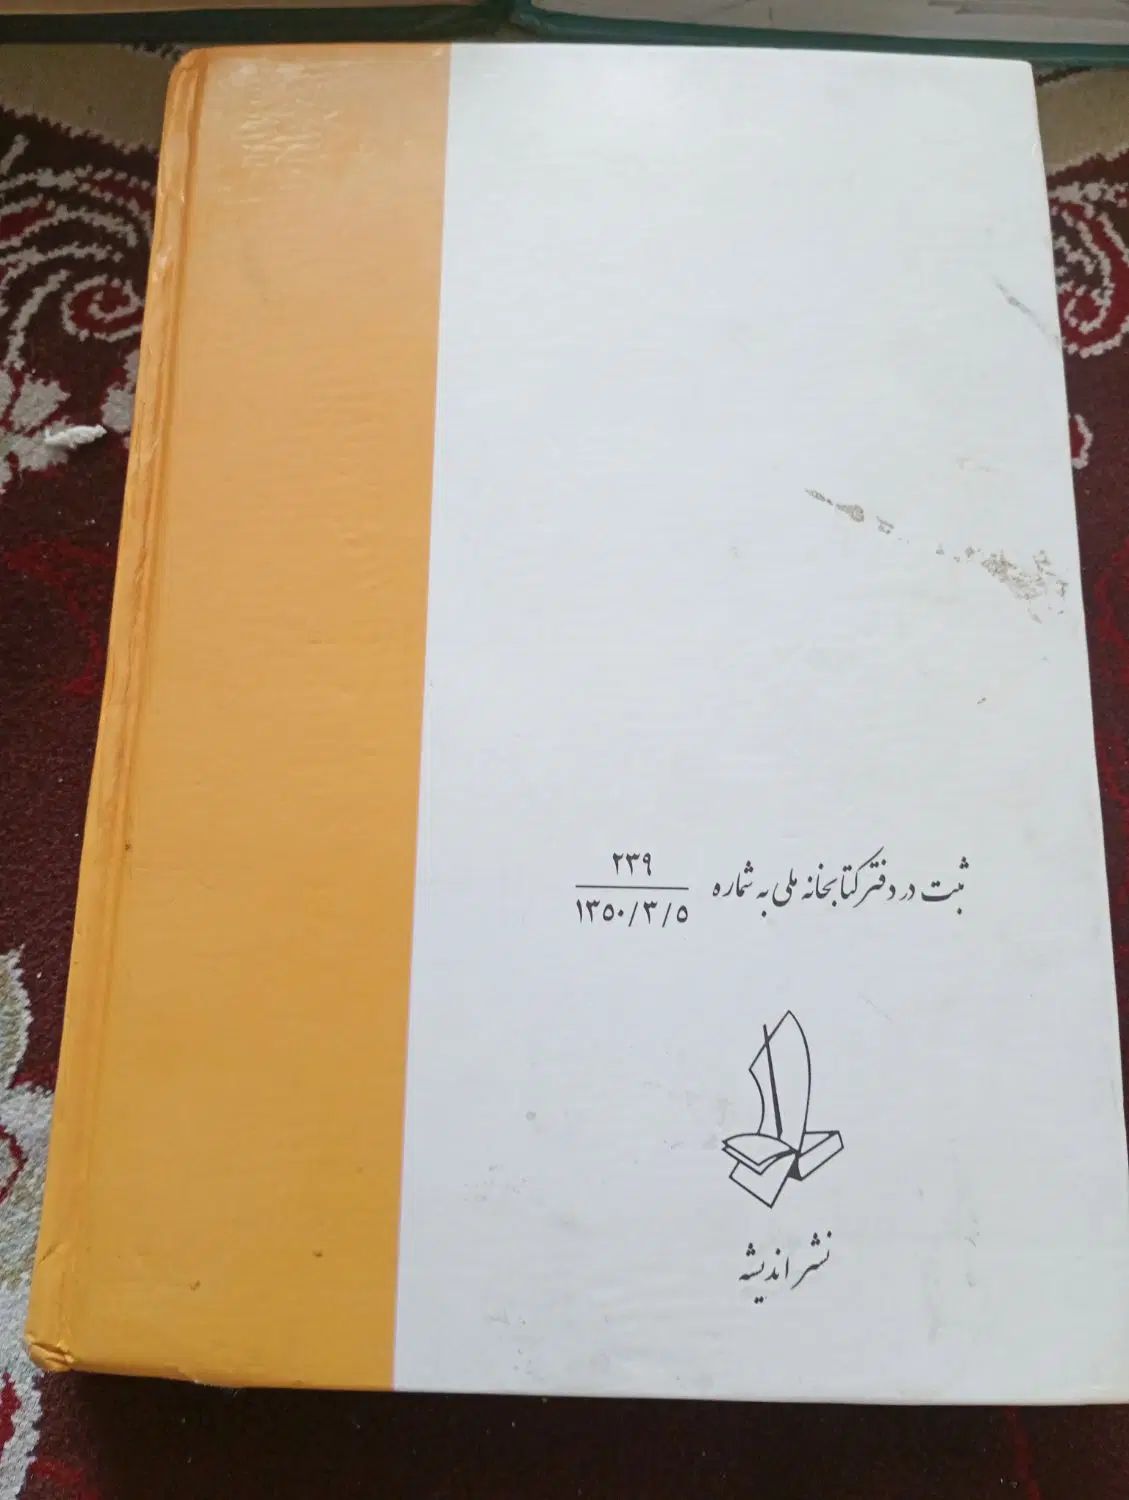 ثبت در دفتر کتابخانه ملی به شماره ۲۳۹
۱۳۵۰/۳/۵
نشر اندیشه